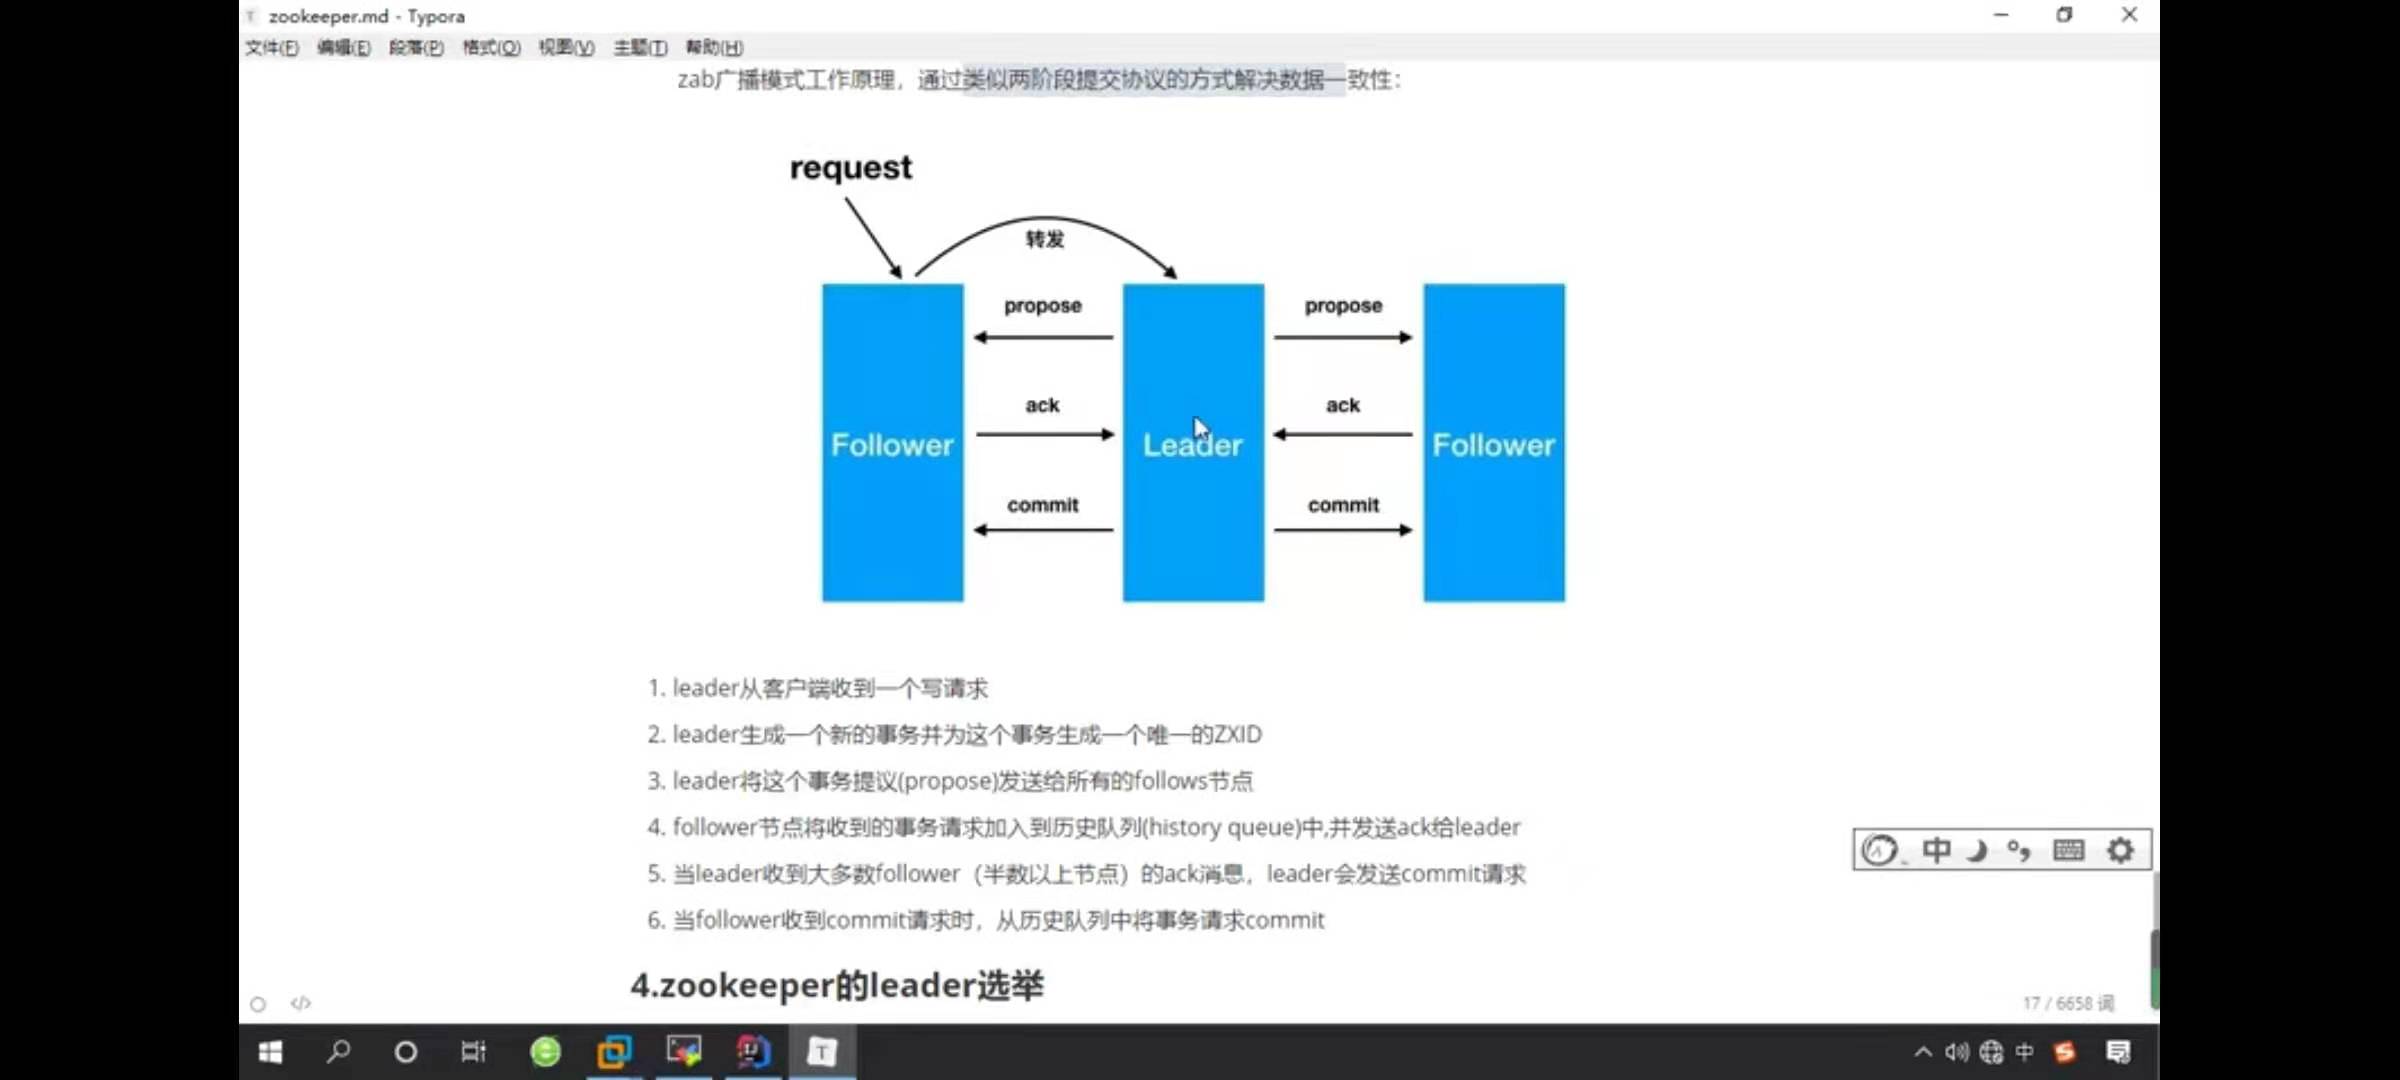 zookeeper.md - Typora
文件(F) 编辑(E) 段落(P) 格式(O) 视图(V) 主题(T) 帮助(H)
zab广播模式工作原理，通过类似两阶段提交协议的方式解决数据一致性：
request
转发
propose propose
ack ack
Follower Leader Follower
commit commit
1. leader从客户端收到一个写请求
2. leader生成一个新的事务并为这个事务生成一个唯一的ZXID
3. leader将这个事务提议(propose)发送给所有的follows节点
4. follower节点将收到的事务请求加入到历史队列(history queue)中,并发送ack给leader
5. 当leader收到大多数follower（半数以上节点）的ack消息，leader会发送commit请求
6. 当follower收到commit请求时，从历史队列中将事务请求commit
中
4.zookeeper的leader选举
17 / 6658 词
中